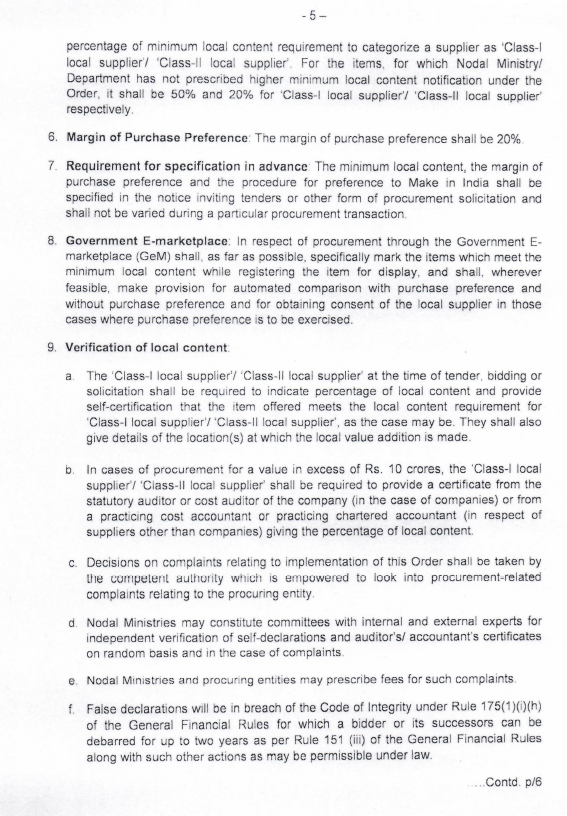 - 5 –
percentage of minimum local content requirement to categorize a supplier as 'Class-I
local supplier'/ 'Class-II local supplier'. For the items, for which Nodal Ministry/
Department has not prescribed higher minimum local content notification under the
Order, it shall be 50% and 20% for 'Class-I local supplier'/ 'Class-II local supplier'
respectively.
6. Margin of Purchase Preference: The margin of purchase preference shall be 20%.
7. Requirement for specification in advance: The minimum local content, the margin of
purchase preference and the procedure for preference to Make in India shall be
specified in the notice inviting tenders or other form of procurement solicitation and
shall not be varied during a particular procurement transaction.
8. Government E-marketplace: In respect of procurement through the Government E-
marketplace (GeM) shall, as far as possible, specifically mark the items which meet the
minimum local content while registering the item for display, and shall, wherever
feasible, make provision for automated comparison with purchase preference and
without purchase preference and for obtaining consent of the local supplier in those
cases where purchase preference is to be exercised.
9. Verification of local content:
a. The 'Class-I local supplier'/ 'Class-II local supplier' at the time of tender, bidding or
solicitation shall be required to indicate percentage of local content and provide
self-certification that the item offered meets the local content requirement for
'Class-I local supplier'/ 'Class-II local supplier', as the case may be. They shall also
give details of the location(s) at which the local value addition is made.
b. In cases of procurement for a value in excess of Rs. 10 crores, the 'Class-I local
supplier'/ 'Class-II local supplier' shall be required to provide a certificate from the
statutory auditor or cost auditor of the company (in the case of companies) or from
a practicing cost accountant or practicing chartered accountant (in respect of
suppliers other than companies) giving the percentage of local content.
c. Decisions on complaints relating to implementation of this Order shall be taken by
the competent authority which is empowered to look into procurement-related
complaints relating to the procuring entity.
d. Nodal Ministries may constitute committees with internal and external experts for
independent verification of self-declarations and auditor's/ accountant's certificates
on random basis and in the case of complaints.
e. Nodal Ministries and procuring entities may prescribe fees for such complaints.
f. False declarations will be in breach of the Code of Integrity under Rule 175(1)(i)(h)
of the General Financial Rules for which a bidder or its successors can be
debarred for up to two years as per Rule 151 (iii) of the General Financial Rules
along with such other actions as may be permissible under law.
.....Contd. p/6